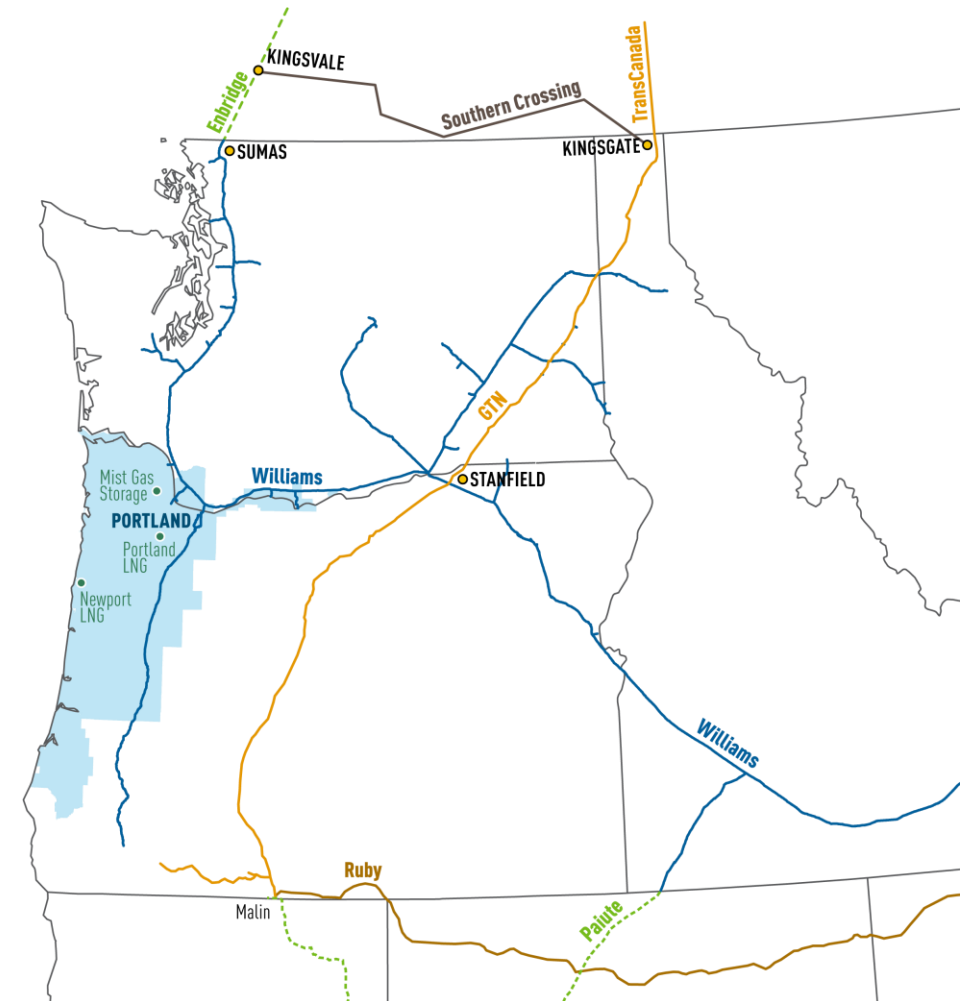 KINGSVALE
Enbridge
Southern Crossing
TransCanada
SUMAS
KINGSGATE
GTN
Williams
STANFIELD
Mist Gas
Storage
PORTLAND
Portland
LNG
Newport
LNG
Williams
Ruby
Malin
Paiute